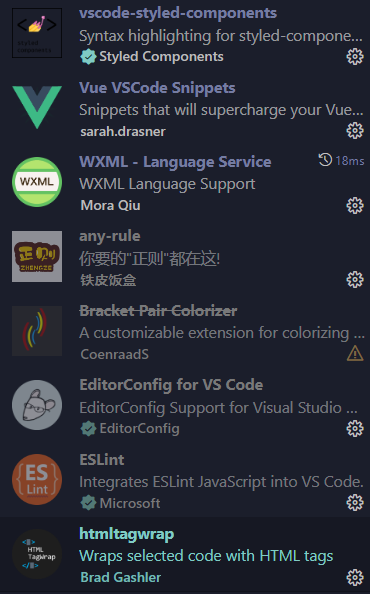 vscode-styled-components
Syntax highlighting for styled-compone...
styled
components
Styled Components
Vue VSCode Snippets
Snippets that will supercharge your Vue...
sarah.drasner
WXML - Language Service 18ms
WXML
WXML Language Support
Mora Qiu
any-rule
正则
ZHENGZE
你要的"正则"都在这!
铁皮饭盒
Bracket Pair Colorizer
A customizable extension for colorizing ...
CoenraadS
EditorConfig for VS Code
EditorConfig Support for Visual Studio ...
EditorConfig
ESLint
{ES}
Lint
Integrates ESLint JavaScript into VS Code.
Microsoft
htmltagwrap
HTML
TagWrap
Wraps selected code with HTML tags
Brad Gashler